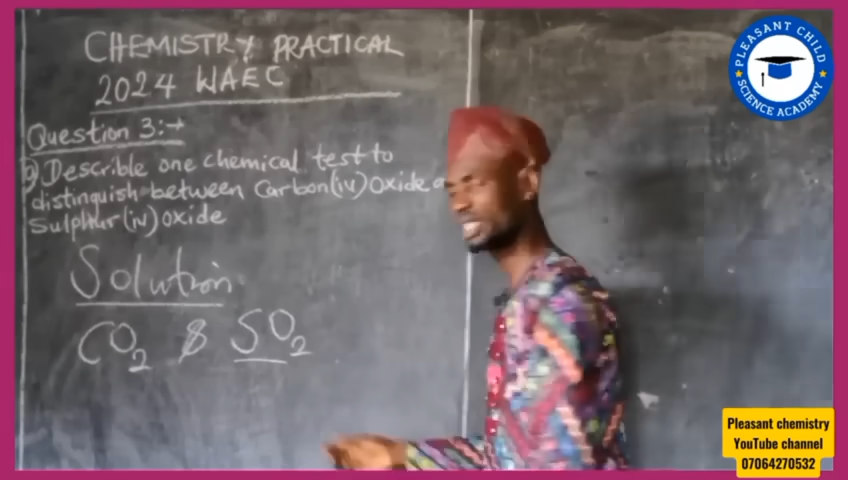 CHEMISTRY PRACTICAL
2024 WAEC
Question 3:→
a) Describle one chemical test to
distinguish between Carbon(iv) Oxide a
Sulphur(iv) Oxide
Solution
CO₂ & SO₂
PLEASANT CHILD
SCIENCE ACADEMY
Pleasant chemistry
YouTube channel
07064270532